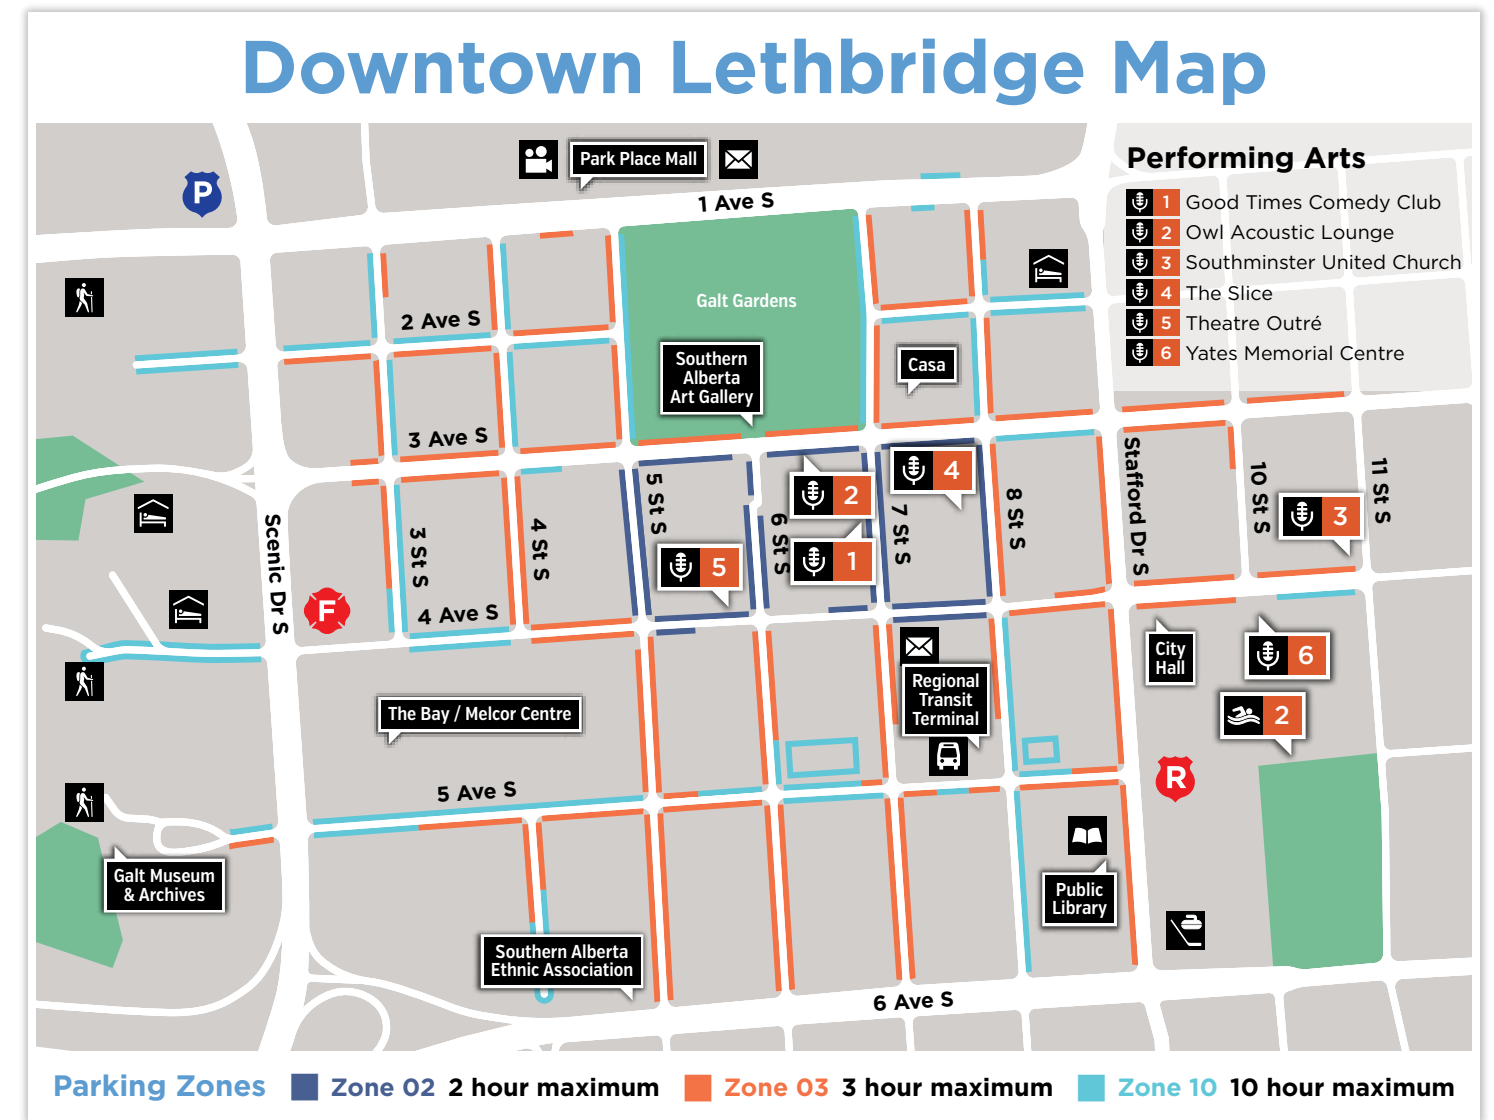 Downtown Lethbridge Map
P
Park Place Mall
1 Ave S
Performing Arts
1 Good Times Comedy Club
2 Owl Acoustic Lounge
3 Southminster United Church
4 The Slice
5 Theatre Outré
6 Yates Memorial Centre
Galt Gardens
2 Ave S
Southern
Alberta
Art Gallery
Casa
3 Ave S
Scenic Dr S
3 St S
4 St S
5 St S
6 St S
7 St S
8 St S
Stafford Dr S
10 St S
11 St S
4
2
3
1
5
F
4 Ave S
City
Hall
6
Regional
Transit
Terminal
2
The Bay / Melcor Centre
R
5 Ave S
Galt Museum
& Archives
Public
Library
Southern Alberta
Ethnic Association
6 Ave S
Parking Zones Zone 02 2 hour maximum Zone 03 3 hour maximum Zone 10 10 hour maximum